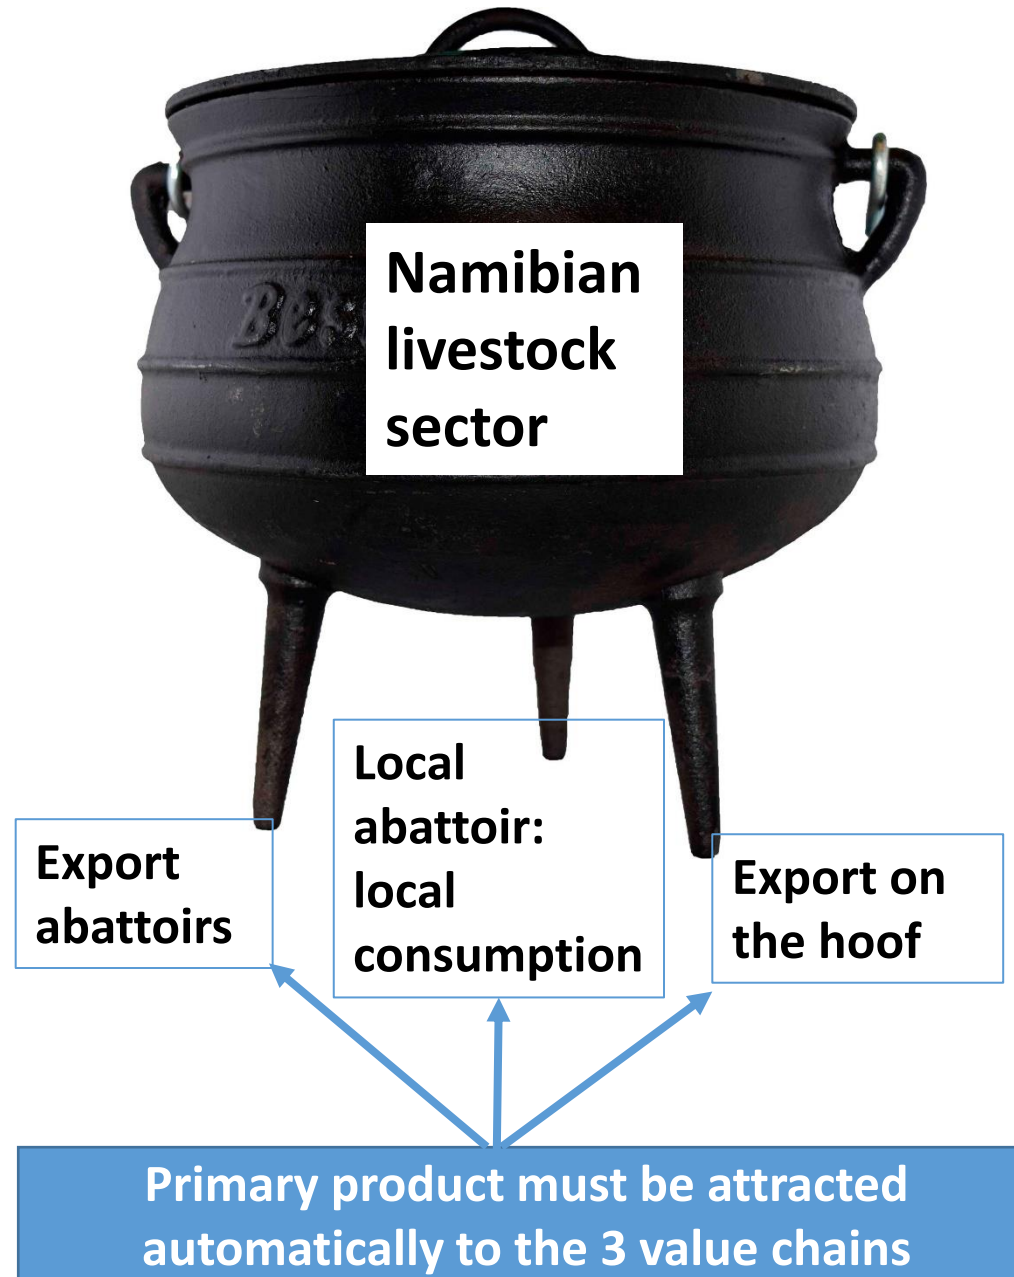 Namibian
livestock
sector
Local
abattoir:
local
consumption
Export
abattoirs
Export on
the hoof
Primary product must be attracted
automatically to the 3 value chains